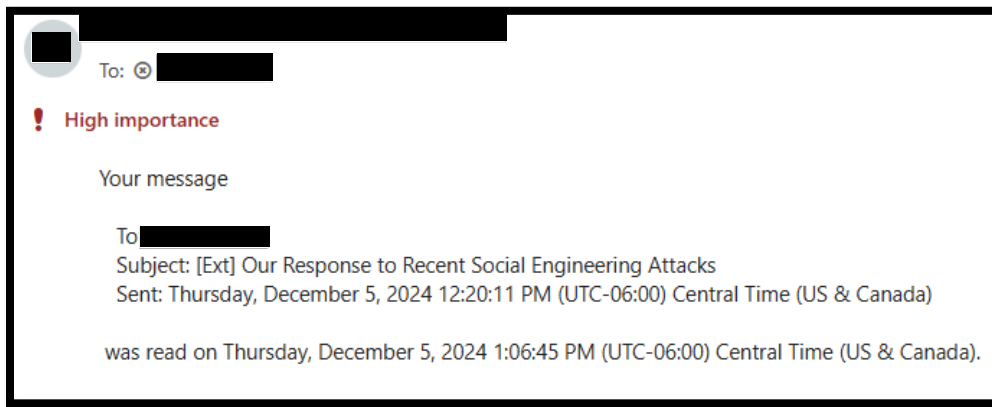 To:
High importance
Your message
To
Subject: [Ext] Our Response to Recent Social Engineering Attacks
Sent: Thursday, December 5, 2024 12:20:11 PM (UTC-06:00) Central Time (US & Canada)
was read on Thursday, December 5, 2024 1:06:45 PM (UTC-06:00) Central Time (US & Canada).